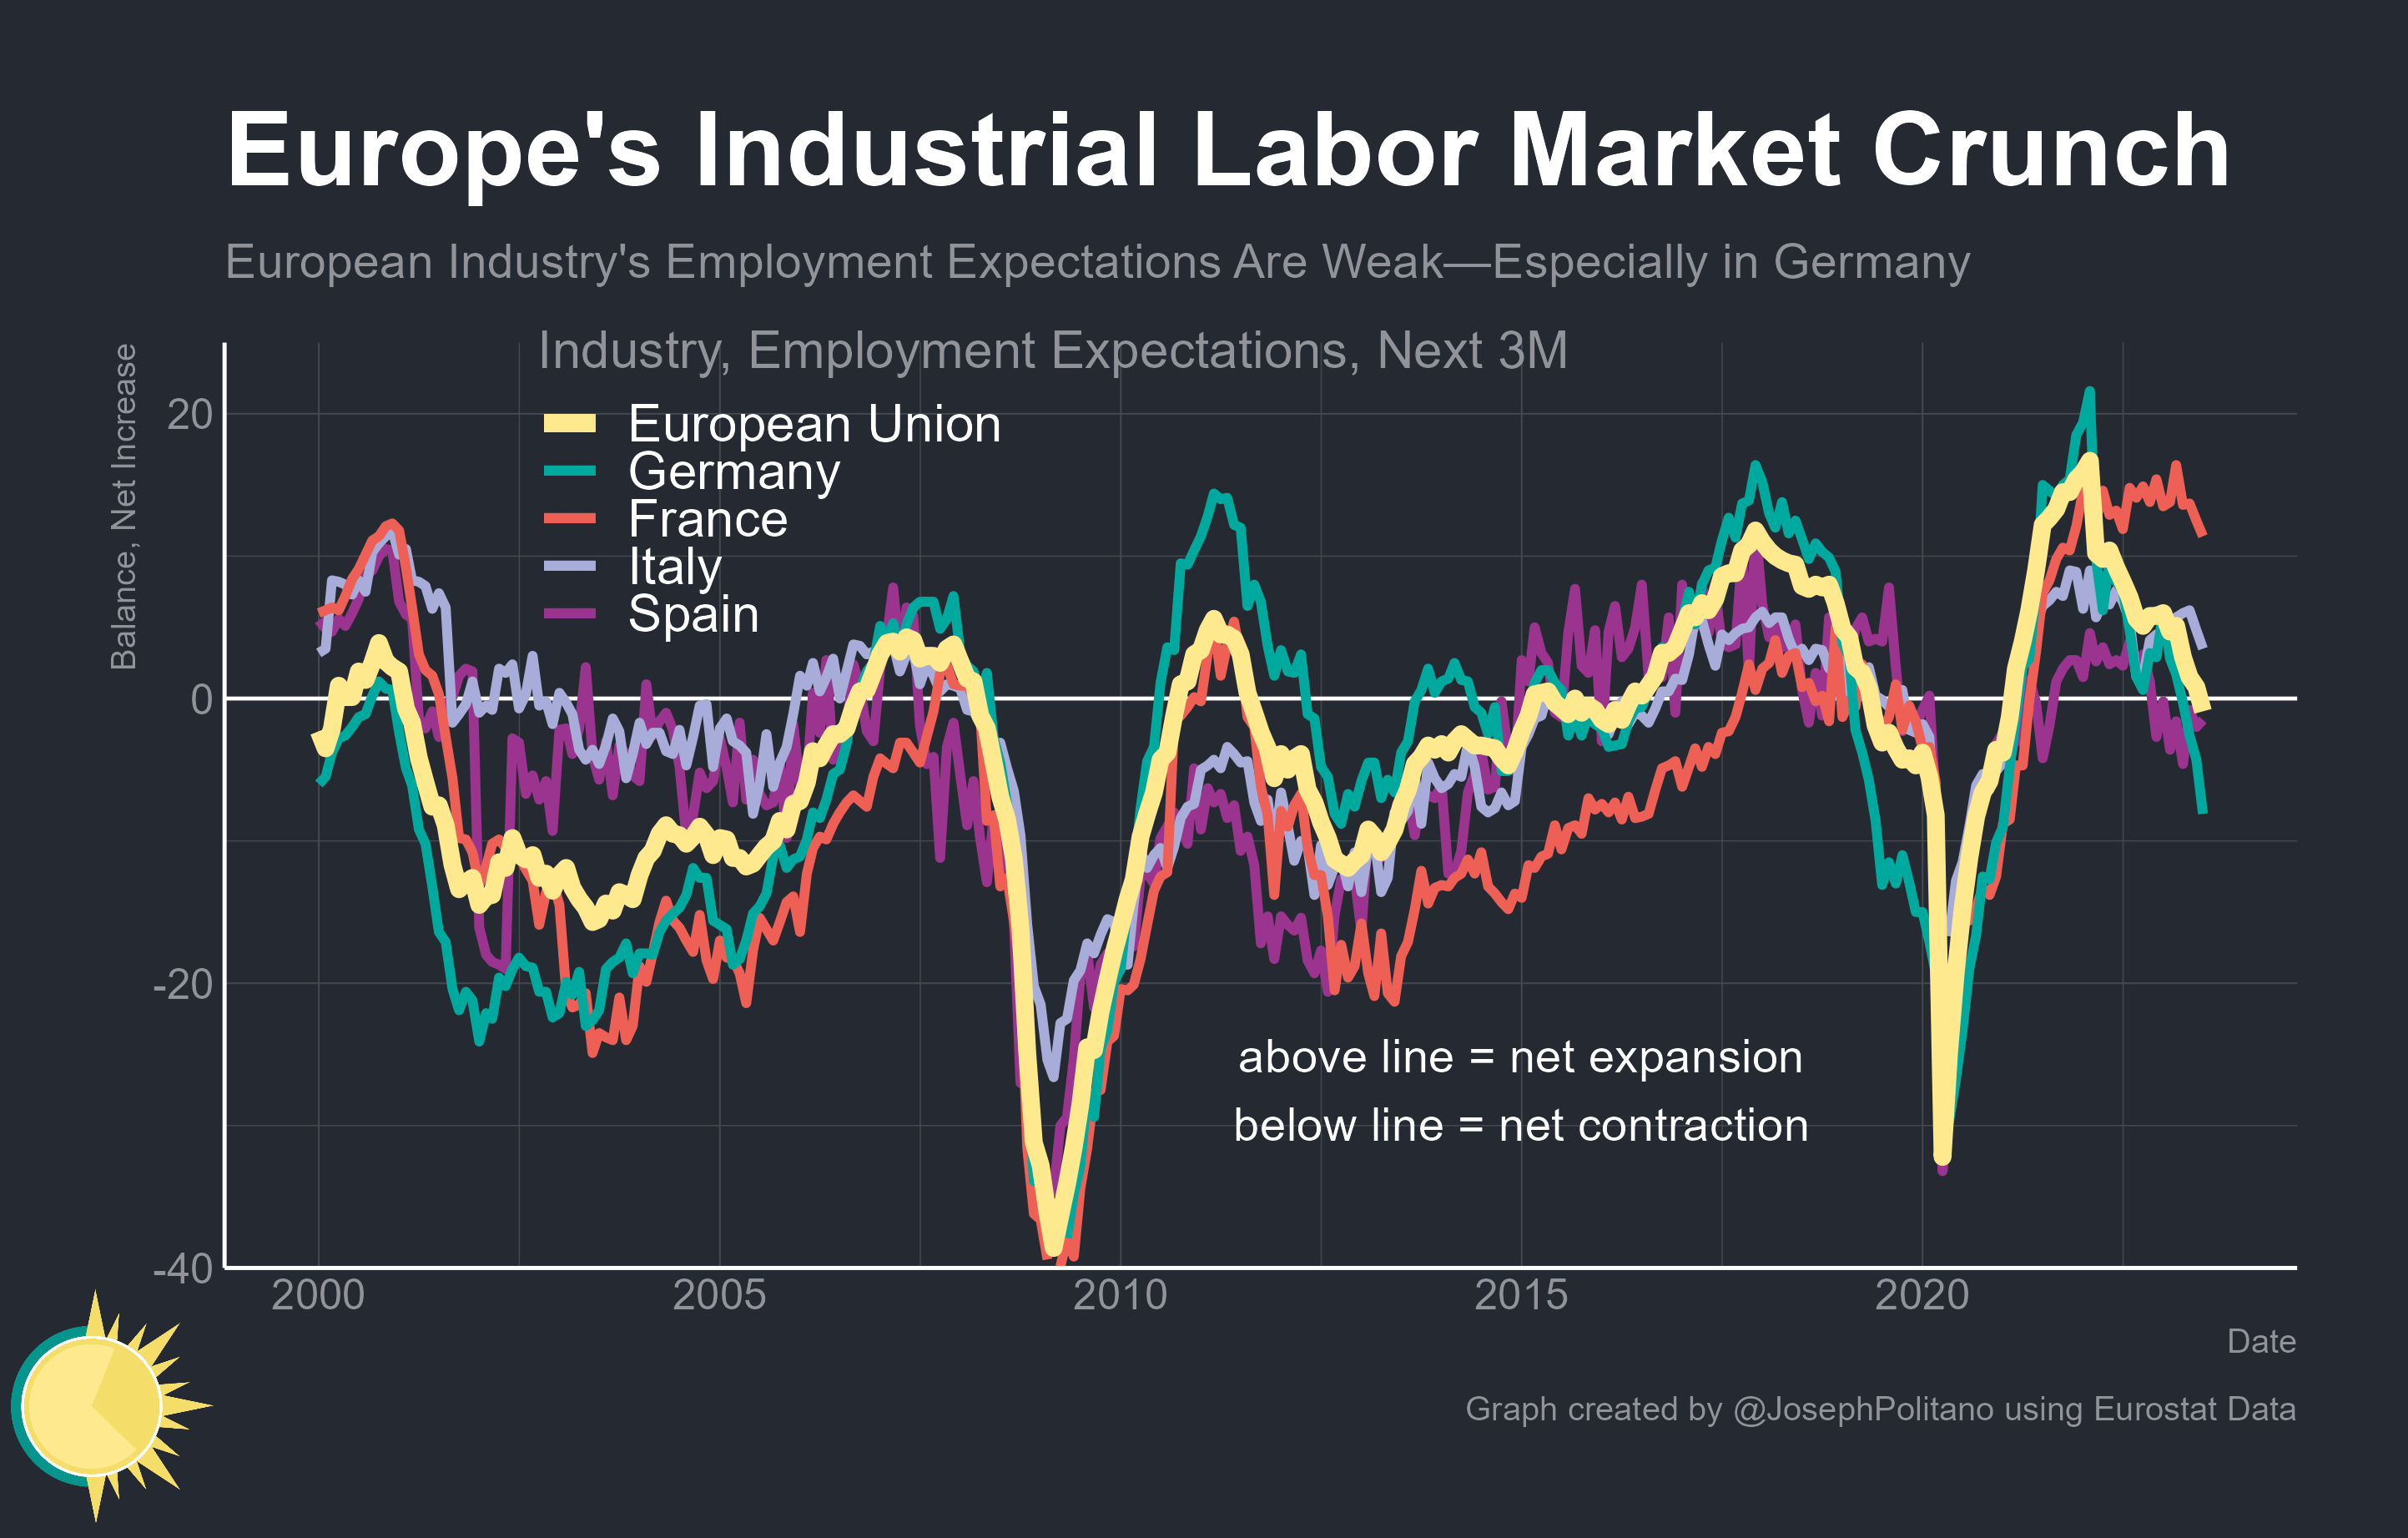 Europe's Industrial Labor Market Crunch
European Industry's Employment Expectations Are Weak—Especially in Germany
Industry, Employment Expectations, Next 3M
European Union
Germany
France
Italy
Spain
Balance, Net Increase
20
0
-20
-40
above line = net expansion
below line = net contraction
2000
2005
2010
2015
2020
Date
Graph created by @JosephPolitano using Eurostat Data